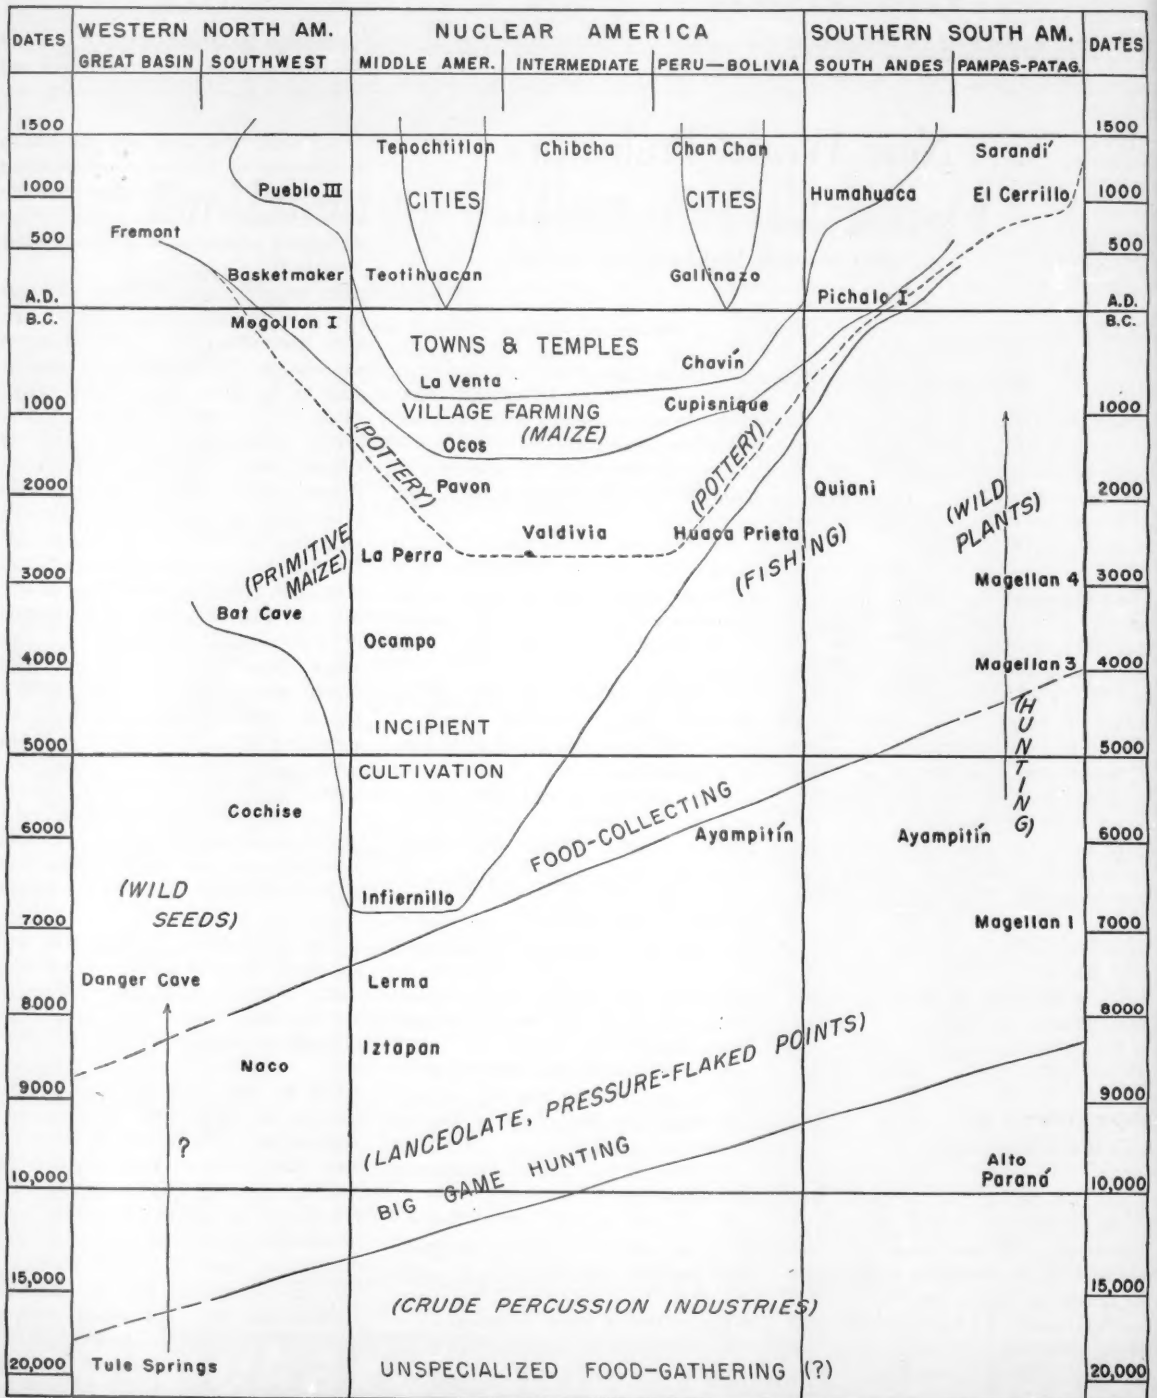 DATES WESTERN NORTH AM. NUCLEAR AMERICA SOUTHERN SOUTH AM. DATES
GREAT BASIN SOUTHWEST MIDDLE AMER. INTERMEDIATE PERU—BOLIVIA SOUTH ANDES PAMPAS-PATAG.
1500 1500
Tenochtitlan Chibcha Chan Chan Sarandí
Pueblo III CITIES CITIES Humahuaca El Cerrillo
1000 1000
Fremont
500 500
Basketmaker Teotihuacan Gallinazo
A.D. Pichalo I A.D.
B.C. Mogollon I B.C.
TOWNS & TEMPLES
La Venta Chavín
1000 VILLAGE FARMING Cupisnique 1000
(MAIZE)
Ocos
(POTTERY) (POTTERY)
Pavon Quiani
2000 2000
(WILD
PLANTS)
Valdivia Huaca Prieta
(PRIMITIVE
MAIZE)
La Perra (FISHING)
3000 Magellan 4 3000
Bat Cave
Ocampo
4000 Magellan 3 4000
INCIPIENT
(HUNTING)
5000 5000
CULTIVATION
FOOD-COLLECTING
Cochise
6000 Ayampitín Ayampitín 6000
(WILD
SEEDS)
Infiernillo
7000 Magellan 1 7000
Danger Cave Lerma
8000 8000
Naco Iztapan
9000 9000
(LANCEOLATE, PRESSURE-FLAKED POINTS)
?
BIG GAME HUNTING
Alto
Paraná
10,000 10,000
15,000 15,000
(CRUDE PERCUSSION INDUSTRIES)
20,000 Tule Springs UNSPECIALIZED FOOD-GATHERING (?) 20,000